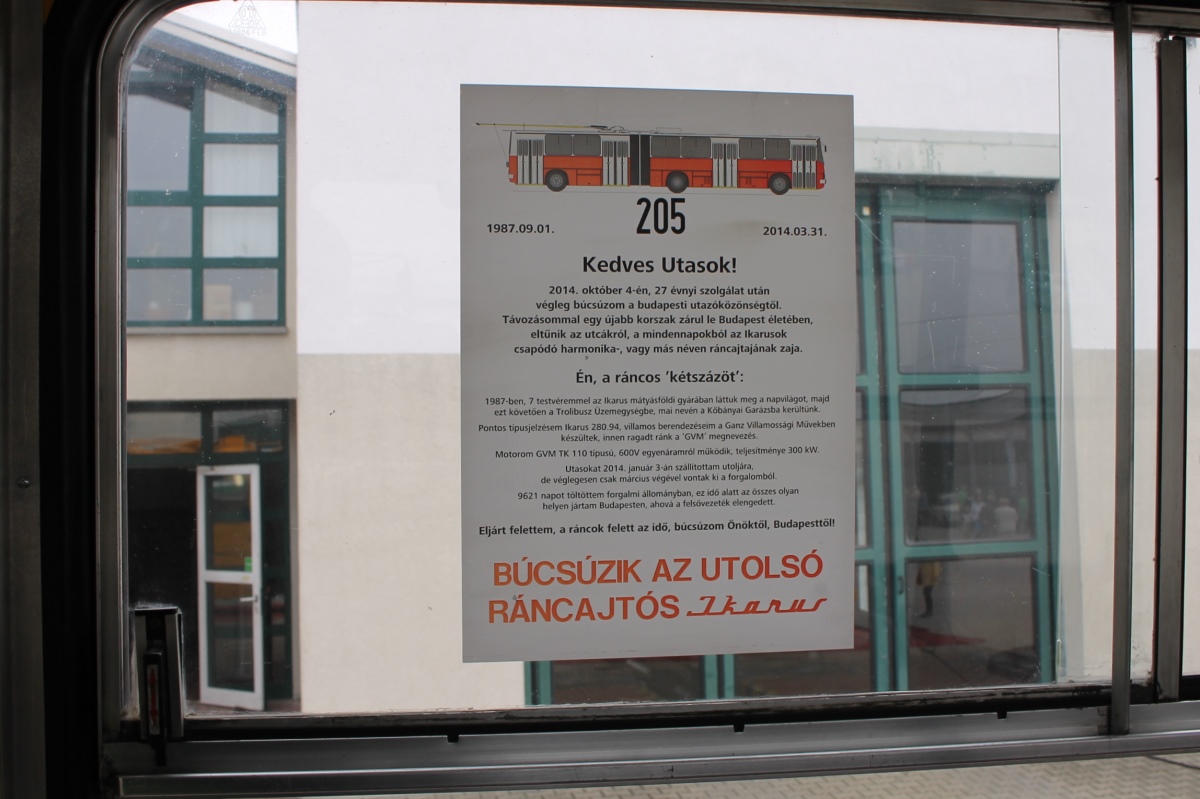 205
1987.09.01. 2014.03.31.
Kedves Utasok!
2014. október 4-én, 27 évnyi szolgálat után
végleg búcsúzom a budapesti utazóközönségtől.
Távozásommal egy újabb korszak zárul le Budapest életében,
eltűnik az utcákról, a mindennapokból az Ikarusok
csapódó harmonika-, vagy más néven ráncajtajának zaja.
Én, a ráncos 'kétszázöt':
1987-ben, 7 testvéremmel az Ikarus mátyásföldi gyárában láttuk meg a napvilágot, majd
ezt követően a Trolibusz Üzemegységbe, mai nevén a Kőbányai Garázsba kerültünk.
Pontos típusjelzésem Ikarus 280.94, villamos berendezéseim a Ganz Villamossági Művekben
készültek, innen ragadt ránk a 'GVM' megnevezés.
Motorom GVM TK 110 típusú, 600V egyenáramról működik, teljesítménye 300 kW.
Utasokat 2014. január 3-án szállítottam utoljára,
de véglegesen csak március végével vontak ki a forgalomból.
9621 napot töltöttem forgalmi állományban, ez idő alatt az összes olyan
helyen jártam Budapesten, ahová a felsővezeték elengedett.
Eljárt felettem, a ráncok felett az idő, búcsúzom Önöktől, Budapesttől!
BÚCSÚZIK AZ UTOLSÓ
RÁNCAJTÓS Ikarus